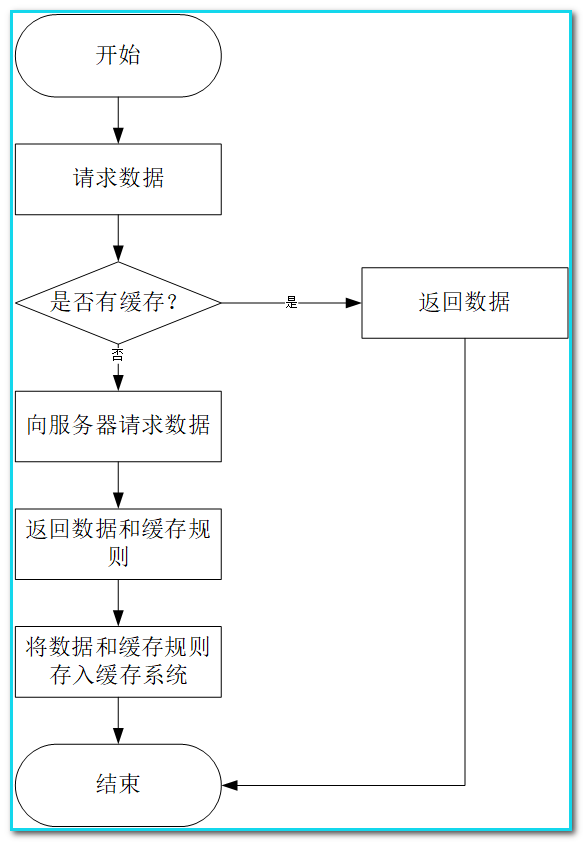 开始
请求数据
是否有缓存？
是
返回数据
否
向服务器请求数据
返回数据和缓存规
则
将数据和缓存规则
存入缓存系统
结束